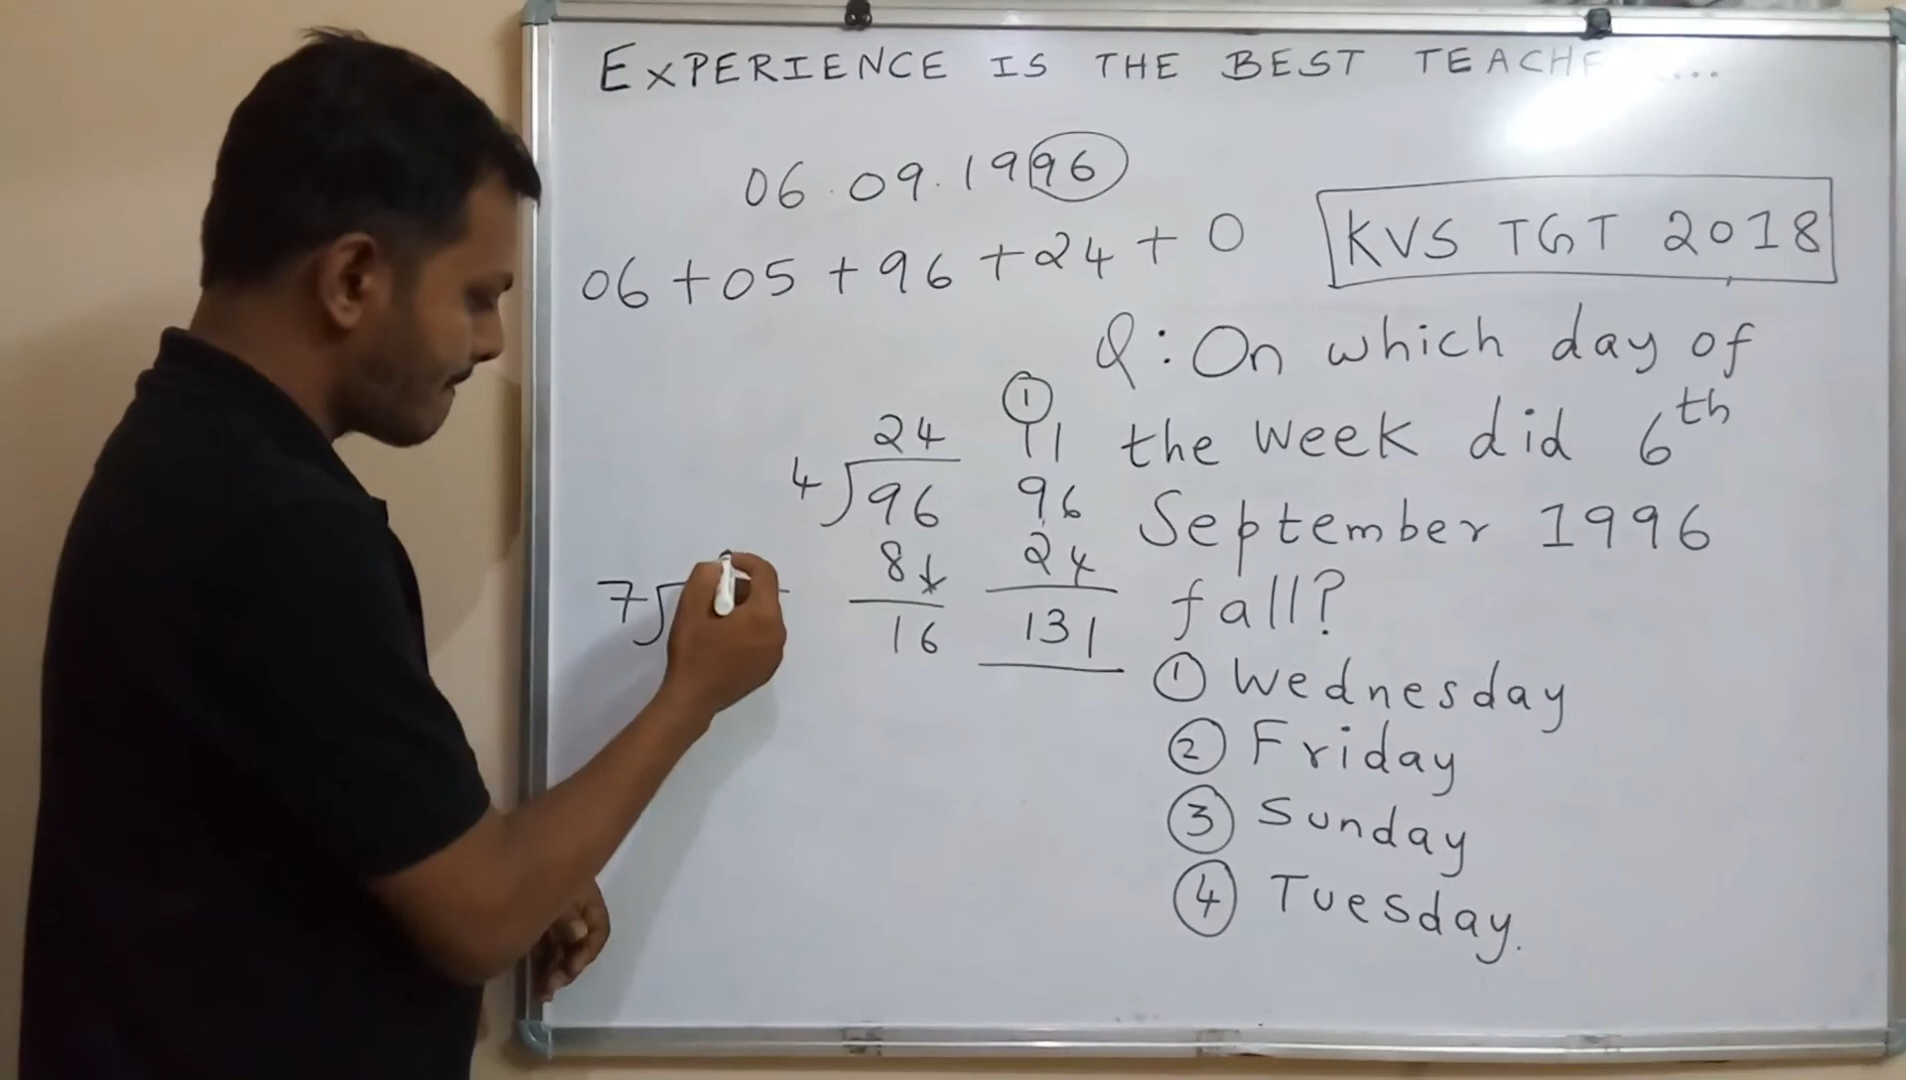 EXPERIENCE IS THE BEST
06.09.1996
06+05+96+24+0
KVS TGT 2018
Q: On which day of
the week did 6th
September 1996
fall?
① Wednesday
② Friday
③ Sunday
④ Tuesday.
24
4)96
8↓
16
①
11
96
24
131
7)